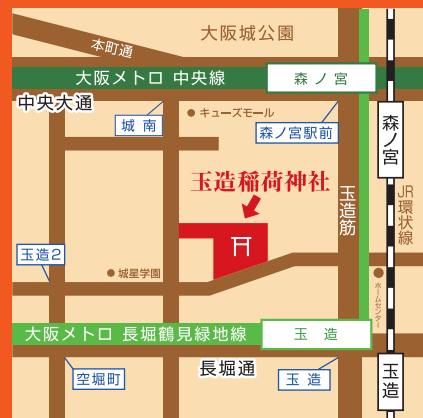 大阪城公園
本町通
大阪メトロ 中央線
森ノ宮
中央大通
キューズモール
城南
森ノ宮駅前
森ノ宮
玉造稲荷神社
玉造筋
JR環状線
玉造2
城星学園
ホームセンター
大阪メトロ 長堀鶴見緑地線
玉造
長堀通
空堀町
玉造
玉造